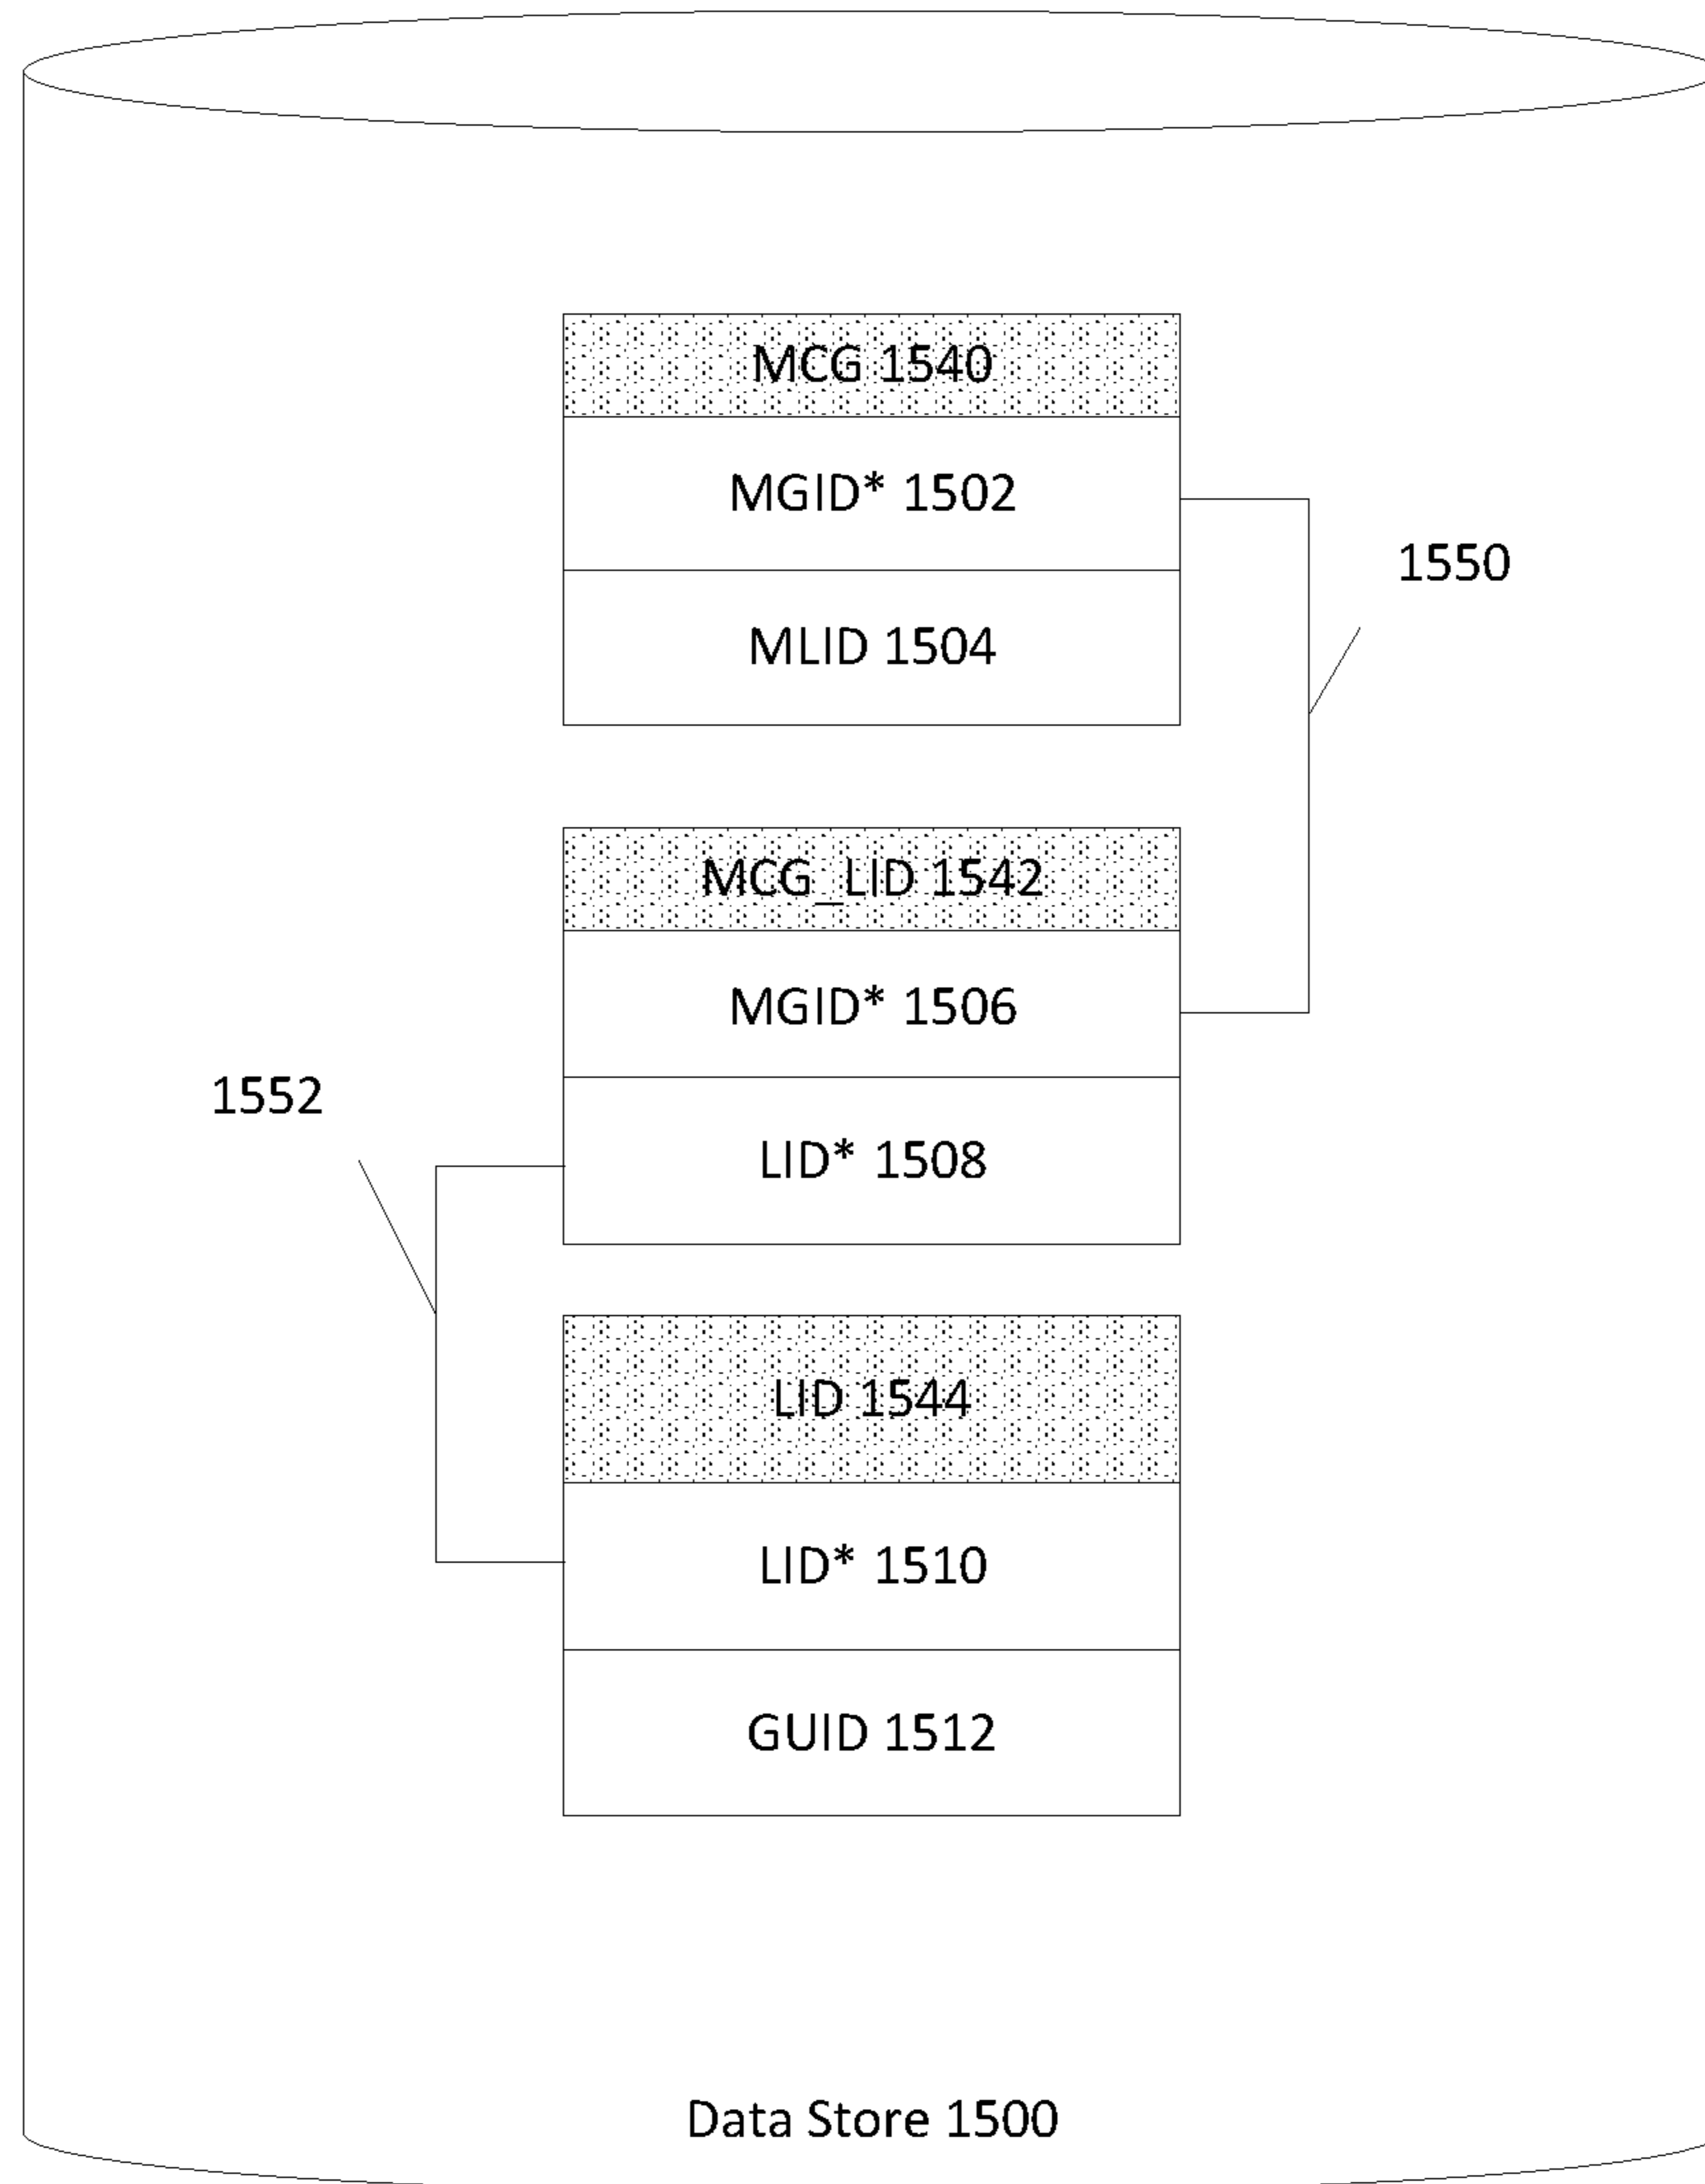 MCG 1540
MGID* 1502
1550
MLID 1504
MCG_LID 1542
MGID* 1506
1552
LID* 1508
LID 1544
LID* 1510
GUID 1512
Data Store 1500